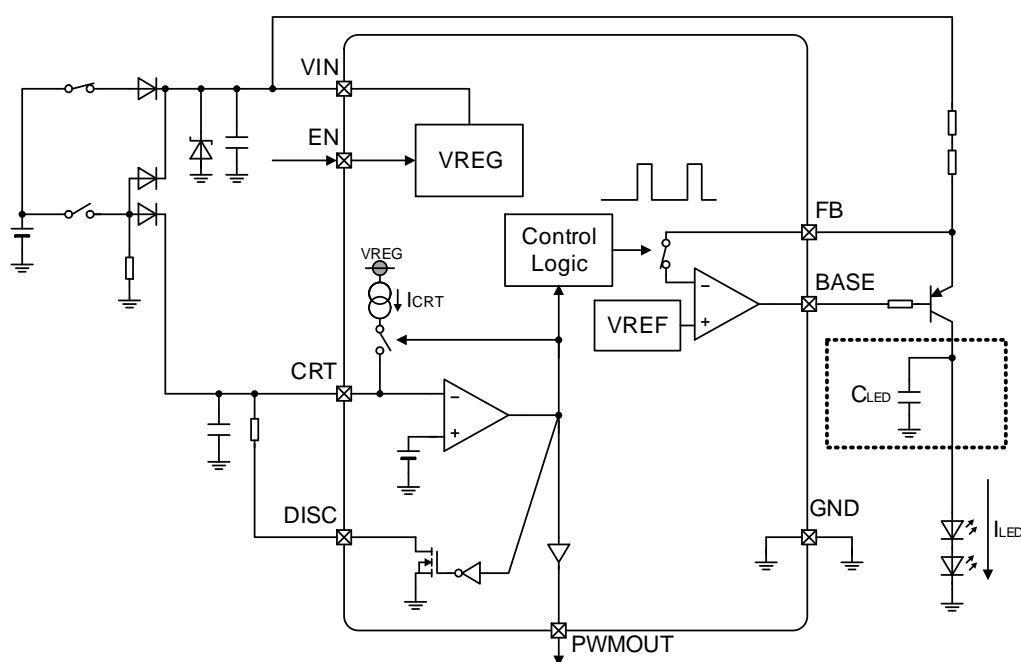 VIN
EN
VREG
FB
Control
Logic
VREG
ICRT
BASE
VREF
CRT
CLED
DISC
GND
ILED
PWMOUT